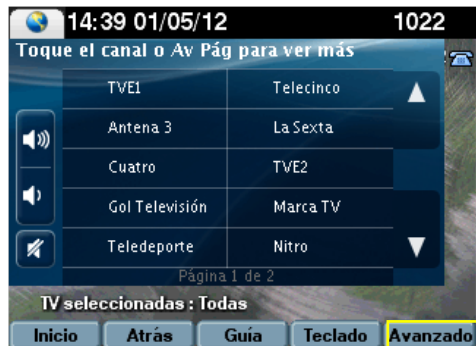 14:39 01/05/12 1022
Toque el canal o Av Pág para ver más
TVE1 Telecinco
Antena 3 La Sexta
Cuatro TVE2
Gol Televisión Marca TV
Teledeporte Nitro
Página 1 de 2
TV seleccionadas : Todas
Inicio Atrás Guía Teclado Avanzado